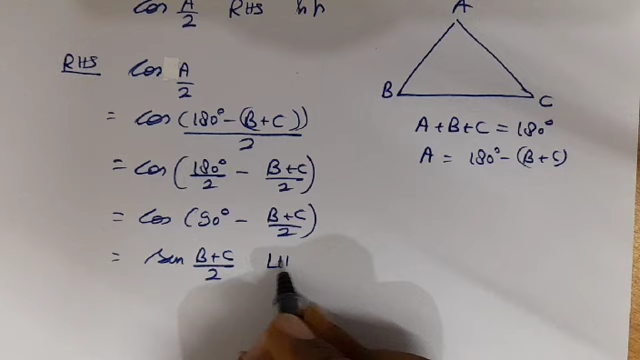 cos A/2 RHS
A
RHS cos A/2
B C
= cos (180° - (B+C))/2
A + B + C = 180°
A = 180° - (B + C)
= cos (180°/2 - B+C/2)
= cos (90° - B+C/2)
= sin B+C/2 LH